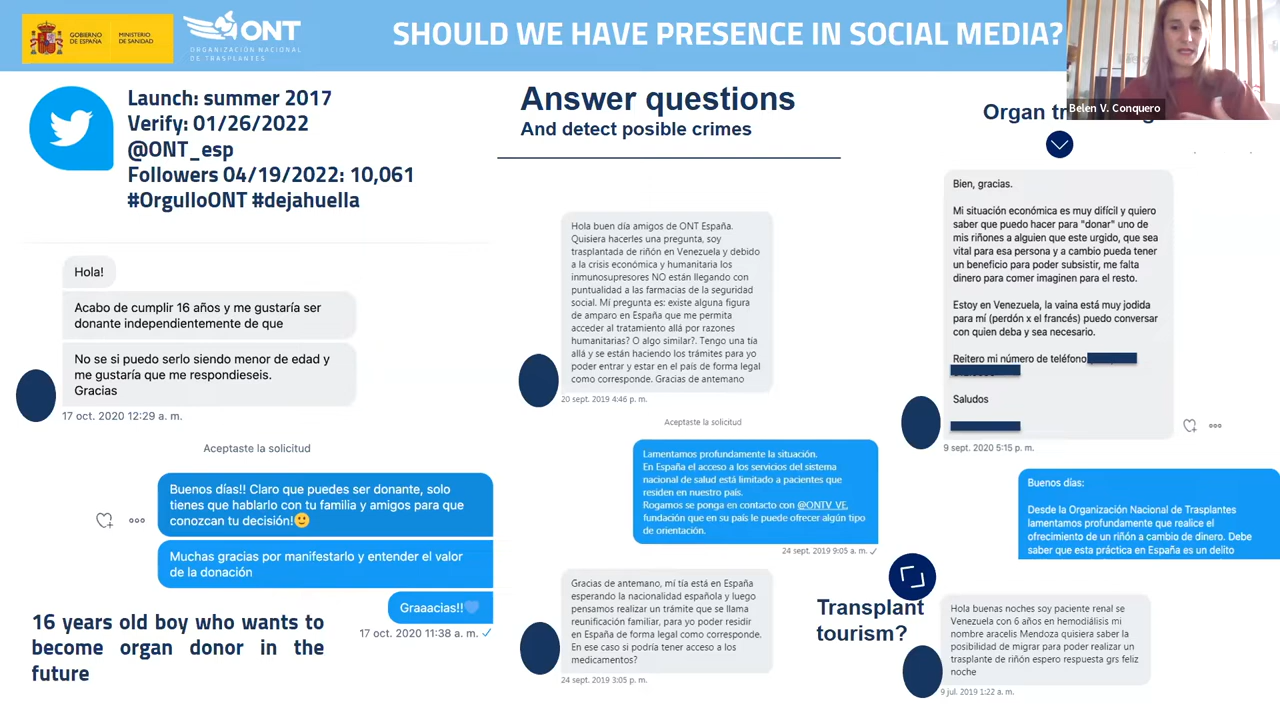 GOBIERNO
DE ESPAÑA
MINISTERIO
DE SANIDAD
ONT
ORGANIZACIÓN NACIONAL
DE TRASPLANTES
SHOULD WE HAVE PRESENCE IN SOCIAL MEDIA?
Belen V. Conquero
Launch: summer 2017
Verify: 01/26/2022
@ONT_esp
Followers 04/19/2022: 10,061
#OrgulloONT #dejahuella
Hola!
Acabo de cumplir 16 años y me gustaría ser
donante independientemente de que
No se si puedo serlo siendo menor de edad y
me gustaría que me respondieseis.
Gracias
17 oct. 2020 12:29 a. m.
Aceptaste la solicitud
Buenos días!! Claro que puedes ser donante, solo
tienes que hablarlo con tu familia y amigos para que
conozcan tu decisión!🙂
Muchas gracias por manifestarlo y entender el valor
de la donación
Graaacias!!💙
17 oct. 2020 11:38 a. m. ✓
16 years old boy who wants to
become organ donor in the
future
Answer questions
And detect posible crimes
Hola buen día amigos de ONT España.
Quisiera hacerles una pregunta, soy
trasplantada de riñón en Venezuela y debido
a la crisis económica y humanitaria los
inmunosupresores NO están llegando con
puntualidad a las farmacias de la seguridad
social. Mí pregunta es: existe alguna figura
de amparo en España que me permita
acceder al tratamiento allá por razones
humanitarias? O algo similar?. Tengo una tía
allá y se están haciendo los trámites para yo
poder entrar y estar en el país de forma legal
como corresponde. Gracias de antemano
20 sept. 2019 4:46 p. m.
Aceptaste la solicitud
Lamentamos profundamente la situación.
En España el acceso a los servicios del sistema
nacional de salud está limitado a pacientes que
residen en nuestro país.
Rogamos se ponga en contacto con @ONTV_VE,
fundación que en su país le puede ofrecer algún tipo
de orientación.
24 sept. 2019 9:05 a. m. ✓
Gracias de antemano, mí tía está en España
esperando la nacionalidad española y luego
pensamos realizar un trámite que se llama
reunificación familiar, para yo poder residir
en España de forma legal como corresponde.
En ese caso si podría tener acceso a los
medicamentos?
24 sept. 2019 3:05 p. m.
Organ
Bien, gracias.
Mi situación económica es muy difícil y quiero
saber que puedo hacer para "donar" uno de
mis riñones a alguien que este urgido, que sea
vital para esa persona y a cambio pueda tener
un beneficio para poder subsistir, me falta
dinero para comer imaginen para el resto.
Estoy en Venezuela, la vaina está muy jodida
para mí (perdón x el francés) puedo conversar
con quien deba y sea necesario.
Reitero mi número de teléfono
Saludos
9 sept. 2020 5:15 p. m.
Buenos días:
Desde la Organización Nacional de Trasplantes
lamentamos profundamente que realice el
ofrecimiento de un riñón a cambio de dinero. Debe
saber que esta práctica en España es un delito
Transplant
tourism?
Hola buenas noches soy paciente renal se
Venezuela con 6 años en hemodiálisis mi
nombre aracelis Mendoza quisiera saber la
posibilidad de migrar para poder realizar un
trasplante de riñón espero respuesta grs feliz
noche
9 jul. 2019 1:22 a. m.